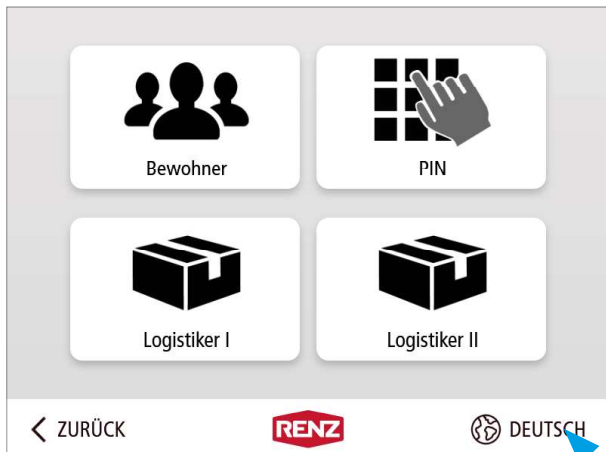 Bewohner
PIN
Logistiker I
Logistiker II
ZURÜCK
RENZ
DEUTSCH